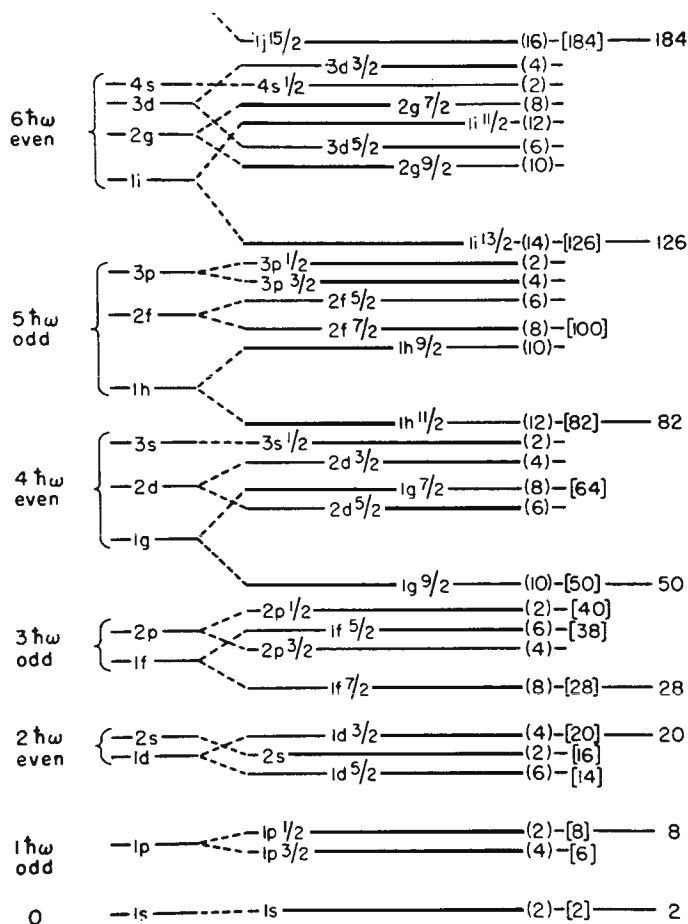 1j 15/2 (16)-[184] 184
3d 3/2 (4)
4s 4s 1/2 (2)
3d
2g 7/2 (8)
6ħω 1i 11/2 (12)
even 2g
3d 5/2 (6)
2g 9/2 (10)
1i
1i 13/2 (14)-[126] 126
3p 1/2 (2)
3p
3p 3/2 (4)
2f 5/2 (6)
5ħω 2f
odd 2f 7/2 (8)-[100]
1h 9/2 (10)
1h
1h 11/2 (12)-[82] 82
3s 3s 1/2 (2)
2d 3/2 (4)
4ħω 2d 1g 7/2 (8)-[64]
even 2d 5/2 (6)
1g
1g 9/2 (10)-[50] 50
2p 1/2 (2)-[40]
3ħω 2p 1f 5/2 (6)-[38]
odd 1f 2p 3/2 (4)
1f 7/2 (8)-[28] 28
2ħω 2s 1d 3/2 (4)-[20] 20
even 1d 2s (2)-[16]
1d 5/2 (6)-[14]
1p 1/2 (2)-[8] 8
1ħω 1p
odd 1p 3/2 (4)-[6]
0 1s 1s (2)-[2] 2